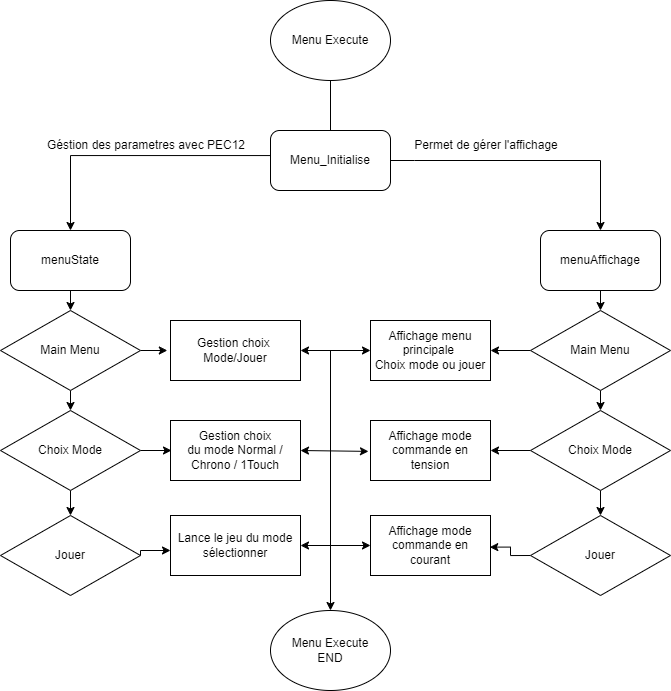 Menu Execute
Géstion des parametres avec PEC12
Permet de gérer l'affichage
Menu_Initialise
menuState
menuAffichage
Main Menu
Gestion choix
Mode/Jouer
Affichage menu
principale
Choix mode ou jouer
Main Menu
Choix Mode
Gestion choix
du mode Normal /
Chrono / 1Touch
Affichage mode
commande en
tension
Choix Mode
Jouer
Lance le jeu du mode
sélectionner
Affichage mode
commande en
courant
Jouer
Menu Execute
END